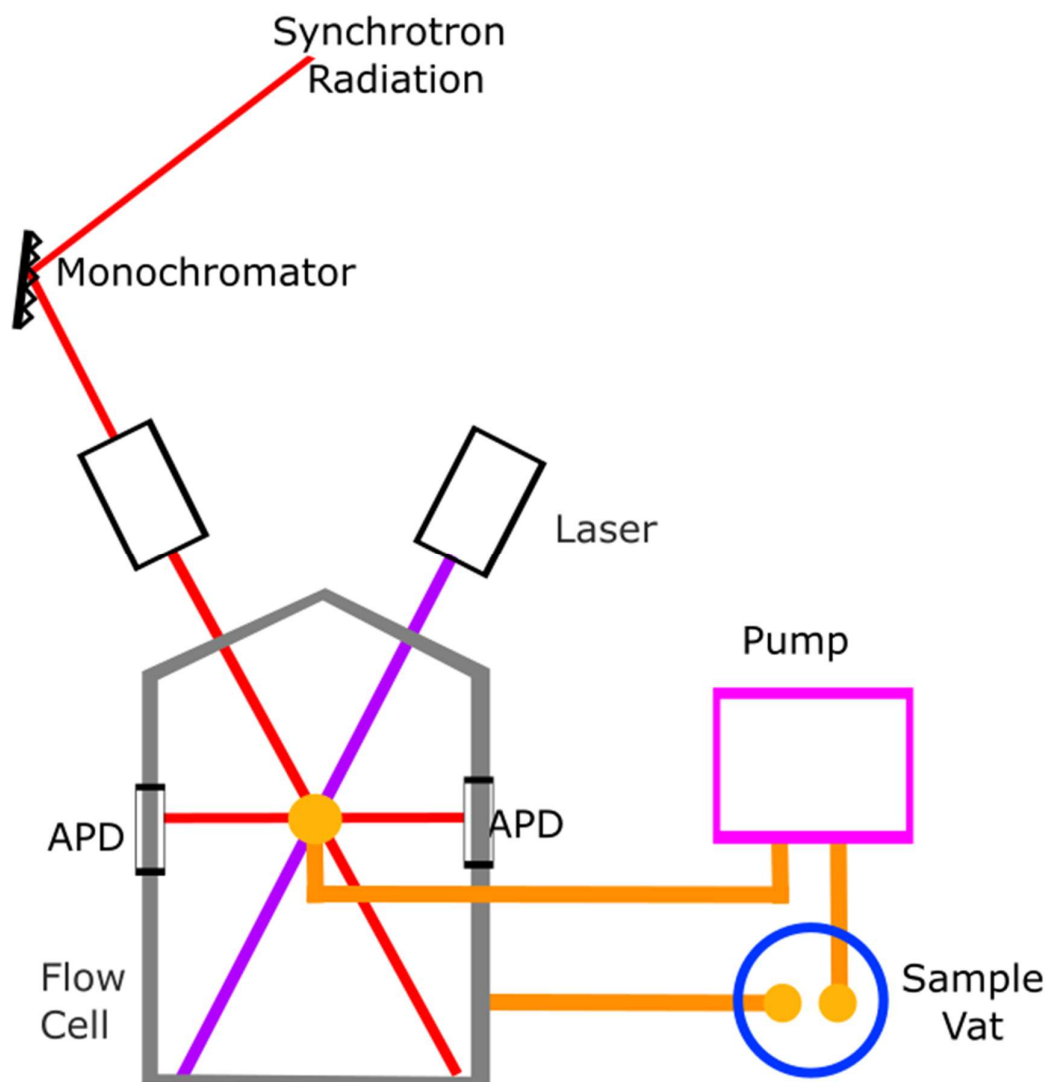 Synchrotron
Radiation
Monochromator
Laser
Pump
APD
APD
Flow
Cell
Sample
Vat